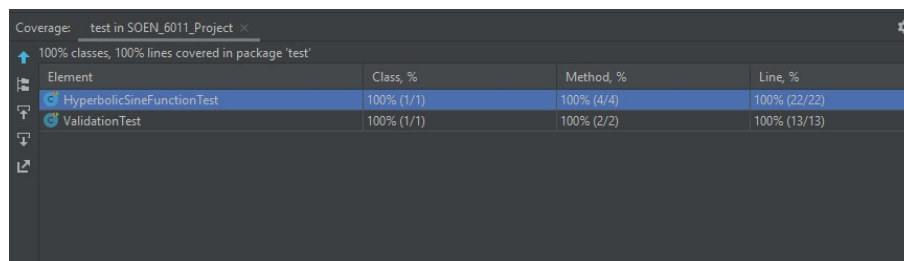 Coverage: test in SOEN_6011_Project ×
100% classes, 100% lines covered in package 'test'
Element Class, % Method, % Line, %
HyperbolicSineFunctionTest 100% (1/1) 100% (4/4) 100% (22/22)
ValidationTest 100% (1/1) 100% (2/2) 100% (13/13)